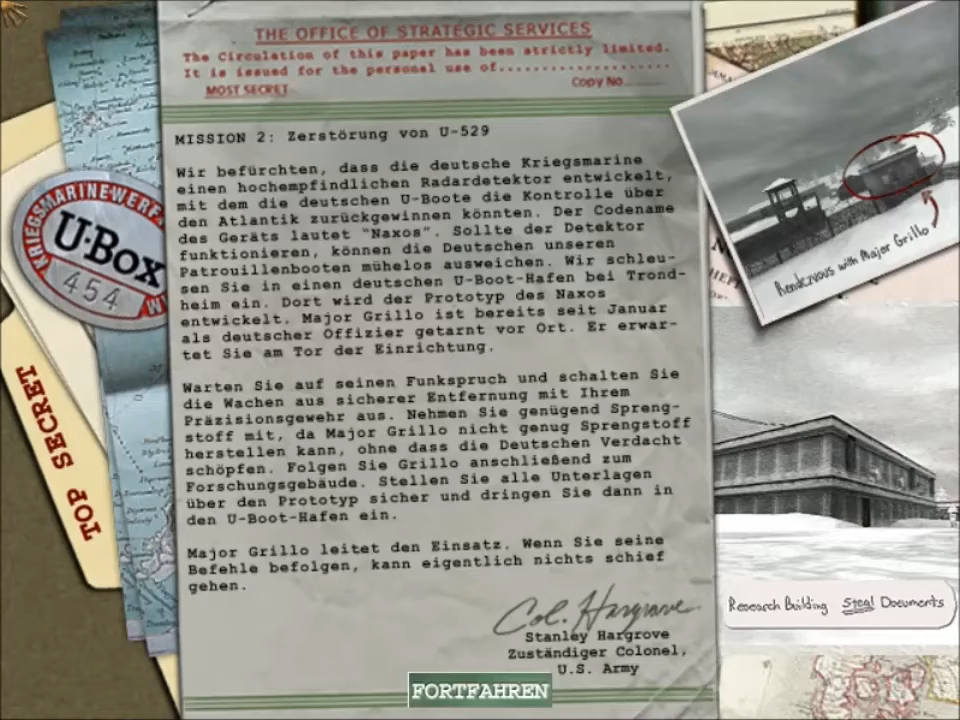 THE OFFICE OF STRATEGIC SERVICES
The Circulation of this paper has been strictly limited.
It is issued for the personal use of.....................
MOST SECRET
Copy No
MISSION 2: Zerstörung von U-529
Wir befürchten, dass die deutsche Kriegsmarine
einen hochempfindlichen Radardetektor entwickelt,
mit dem die deutschen U-Boote die Kontrolle über
den Atlantik zurückgewinnen könnten. Der Codename
des Geräts lautet "Naxos". Sollte der Detektor
funktionieren, können die Deutschen unseren
Patrouillenbooten mühelos ausweichen. Wir schleu-
sen Sie in einen deutschen U-Boot-Hafen bei Trond-
heim ein. Dort wird der Prototyp des Naxos
entwickelt. Major Grillo ist bereits seit Januar
als deutscher Offizier getarnt vor Ort. Er erwar-
tet Sie am Tor der Einrichtung.
Warten Sie auf seinen Funkspruch und schalten Sie
die Wachen aus sicherer Entfernung mit Ihrem
Präzisionsgewehr aus. Nehmen Sie genügend Spreng-
stoff mit, da Major Grillo nicht genug Sprengstoff
herstellen kann, ohne dass die Deutschen Verdacht
schöpfen. Folgen Sie Grillo anschließend zum
Forschungsgebäude. Stellen Sie alle Unterlagen
über den Prototyp sicher und dringen Sie dann in
den U-Boot-Hafen ein.
Major Grillo leitet den Einsatz. Wenn Sie seine
Befehle befolgen, kann eigentlich nichts schief
gehen.
Col. Hargrave
Stanley Hargrove
Zuständiger Colonel,
U.S. Army
FORTFAHREN
U-Box
454
TOP SECRET
Rendezvous with Major Grillo
Research Building Steal Documents